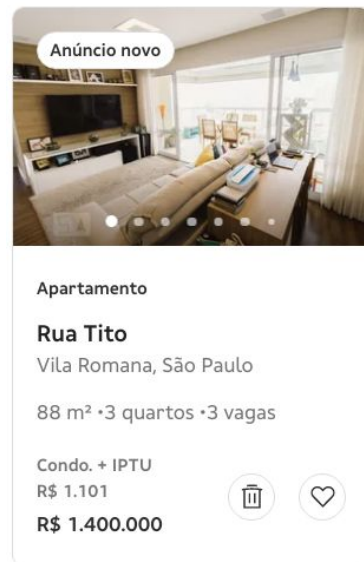 Anúncio novo
Apartamento
Rua Tito
Vila Romana, São Paulo
88 m² •3 quartos •3 vagas
Condo. + IPTU
R$ 1.101
R$ 1.400.000